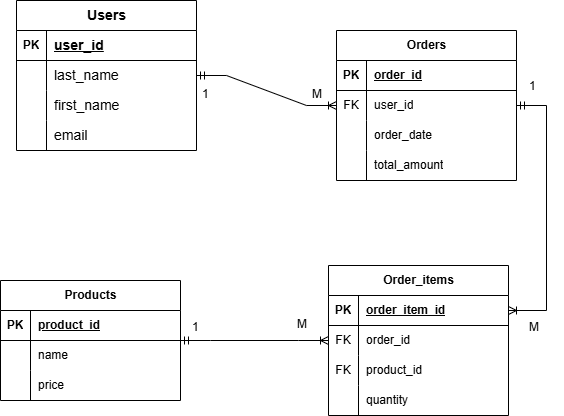 Users
PK user_id
last_name
first_name
email
1
M
Orders
PK order_id
FK user_id
order_date
total_amount
1
M
Products
PK product_id
name
price
1
M
Order_items
PK order_item_id
FK order_id
FK product_id
quantity